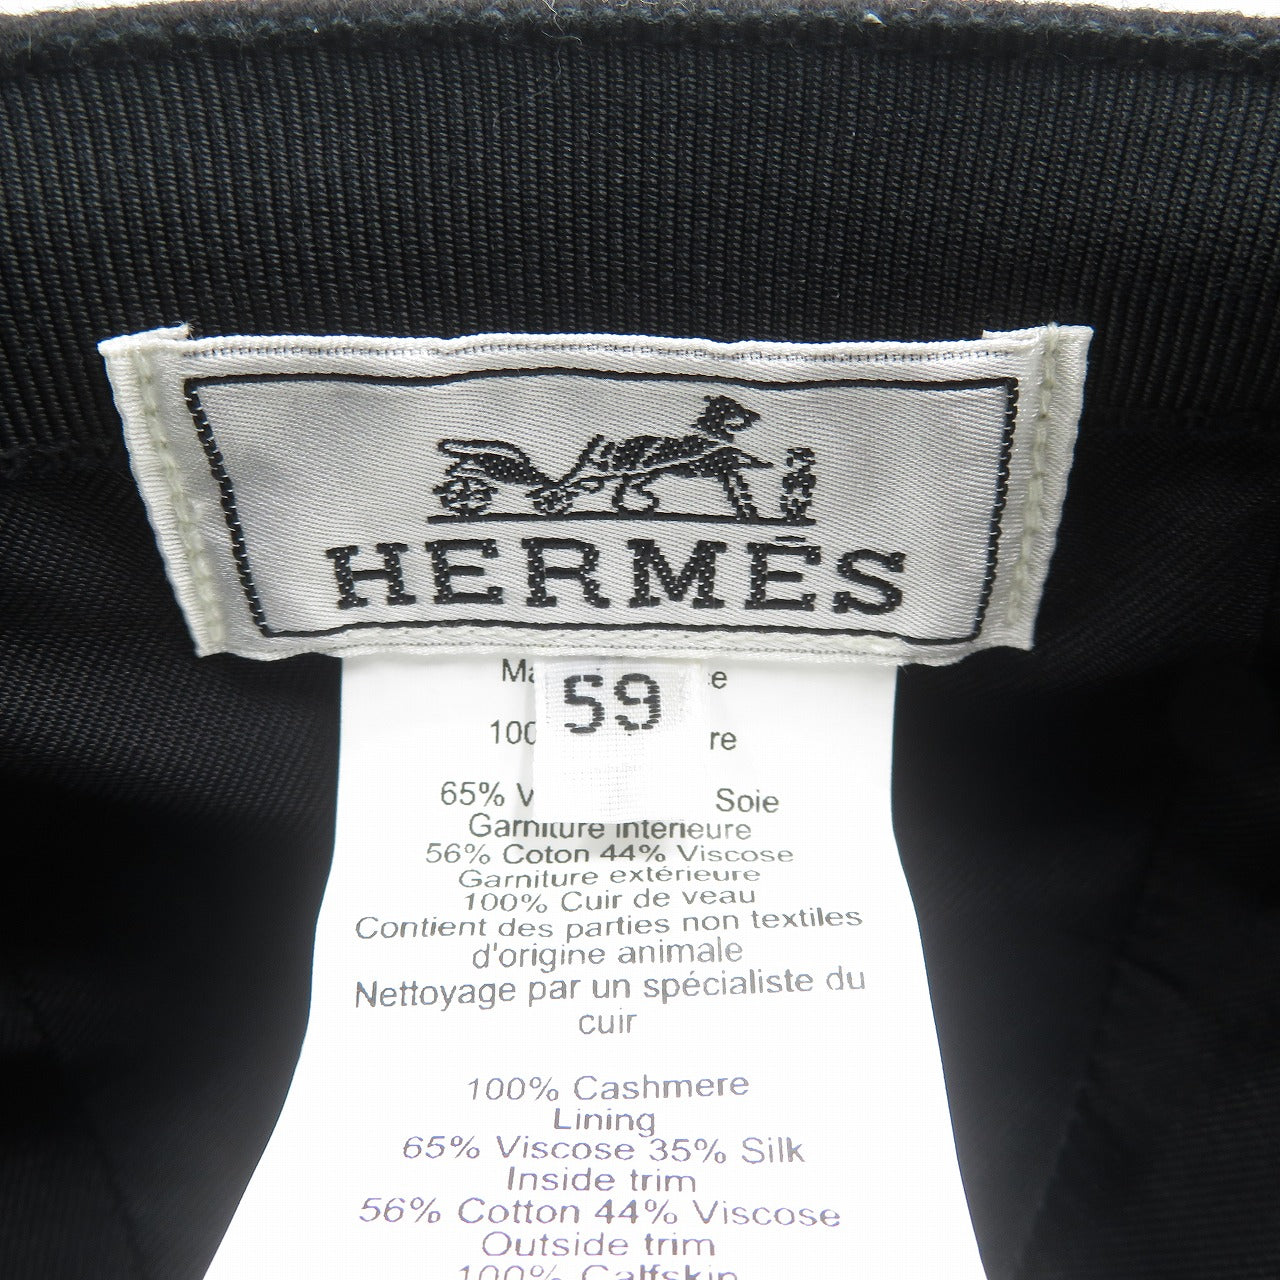 HERMÈS
59
65% Soie
Garniture intérieure
56% Coton 44% Viscose
Garniture extérieure
100% Cuir de veau
Contient des parties non textiles
d'origine animale
Nettoyage par un spécialiste du
cuir
100% Cashmere
Lining
65% Viscose 35% Silk
Inside trim
56% Cotton 44% Viscose
Outside trim
100% Calfskin